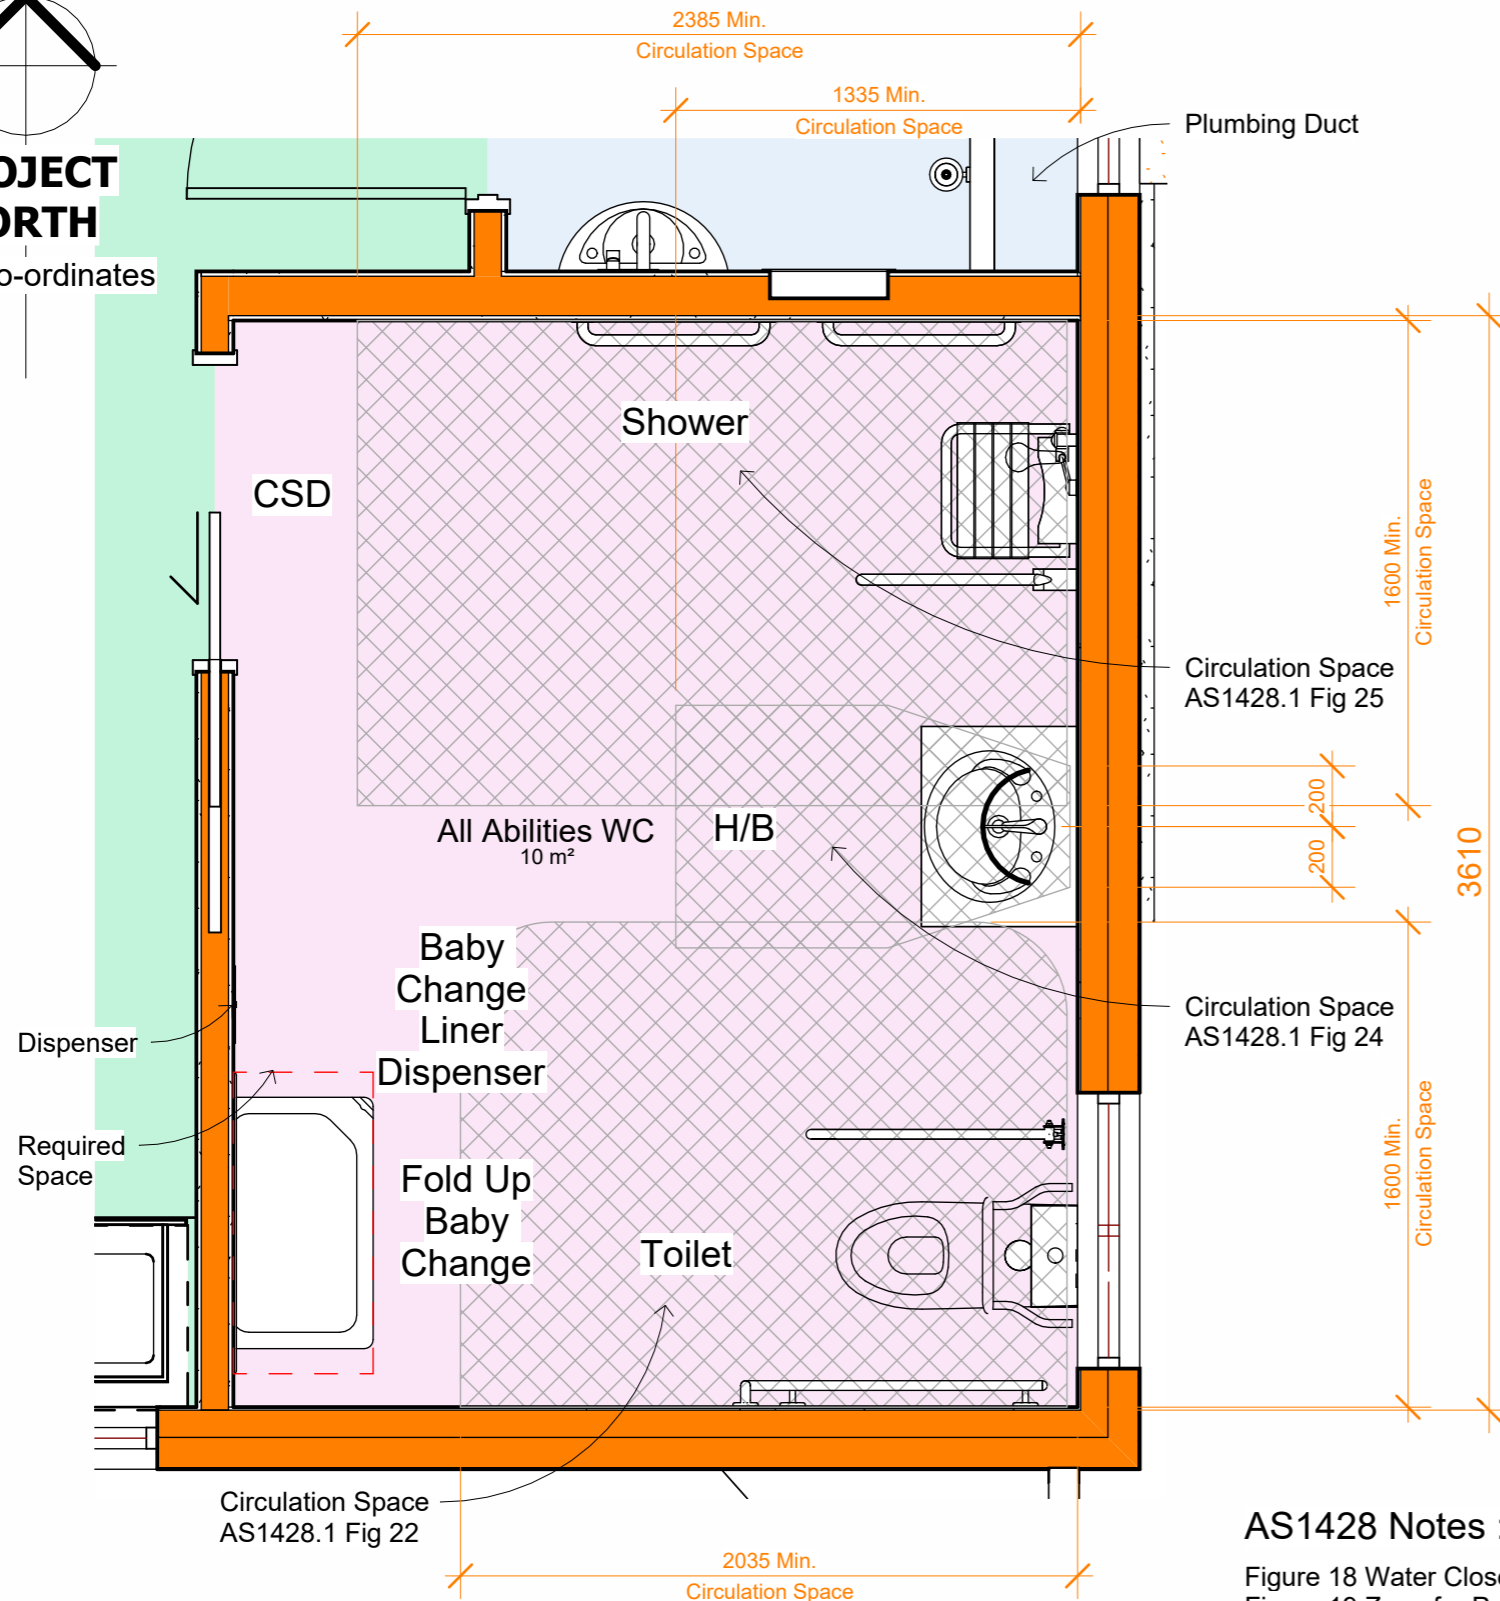 2385 Min.
Circulation Space
1335 Min.
Circulation Space
Plumbing Duct
OJECT
ORTH
o-ordinates
Shower
CSD
1600 Min.
Circulation Space
Circulation Space
AS1428.1 Fig 25
200
200
3610
All Abilities WC
10 m²
H/B
Baby
Change
Liner
Dispenser
Circulation Space
AS1428.1 Fig 24
Dispenser
Required
Space
1600 Min.
Circulation Space
Fold Up
Baby
Change
Toilet
Circulation Space
AS1428.1 Fig 22
2035 Min.
Circulation Space
AS1428 Notes :
Figure 18 Water Close